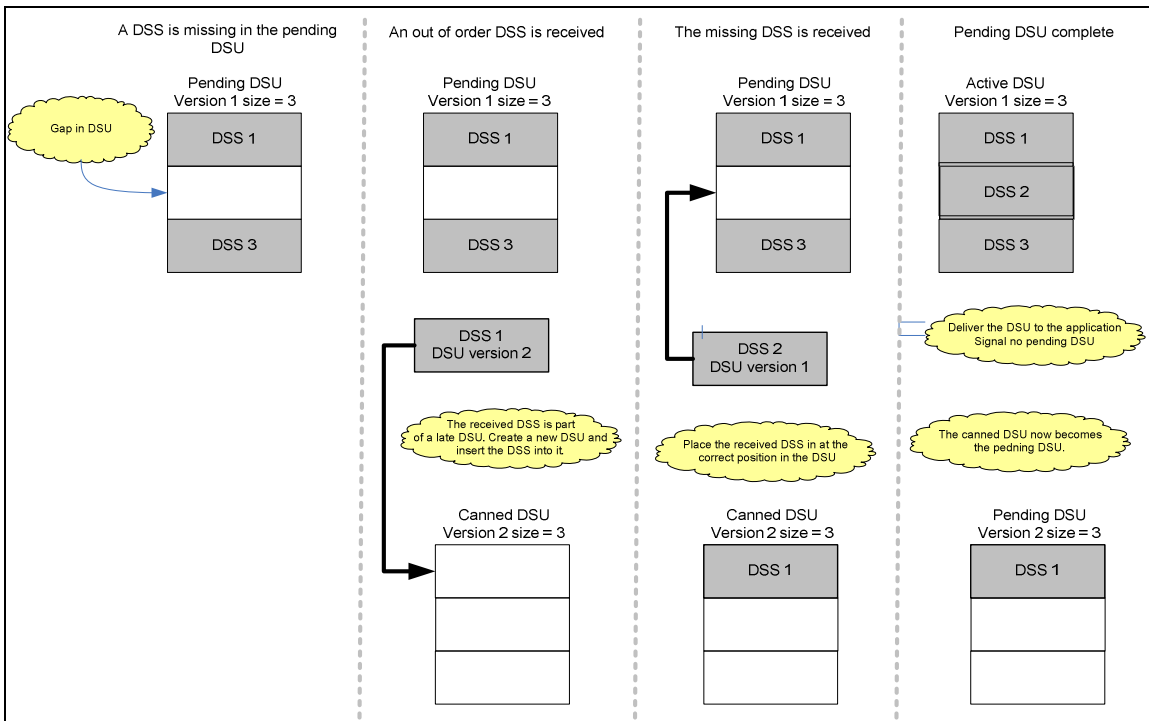 A DSS is missing in the pending
DSU
Pending DSU
Version 1 size = 3
Gap in DSU
DSS 1
DSS 3
An out of order DSS is received
Pending DSU
Version 1 size = 3
DSS 1
DSS 3
DSS 1
DSU version 2
The received DSS is part
of a late DSU. Create a new DSU and
insert the DSS into it.
Canned DSU
Version 2 size = 3
The missing DSS is received
Pending DSU
Version 1 size = 3
DSS 1
DSS 3
DSS 2
DSU version 1
Place the received DSS in at the
correct position in the DSU
Canned DSU
Version 2 size = 3
DSS 1
Pending DSU complete
Active DSU
Version 1 size = 3
DSS 1
DSS 2
DSS 3
Deliver the DSU to the application
Signal no pending DSU
The canned DSU now becomes
the pedning DSU.
Pending DSU
Version 2 size = 3
DSS 1